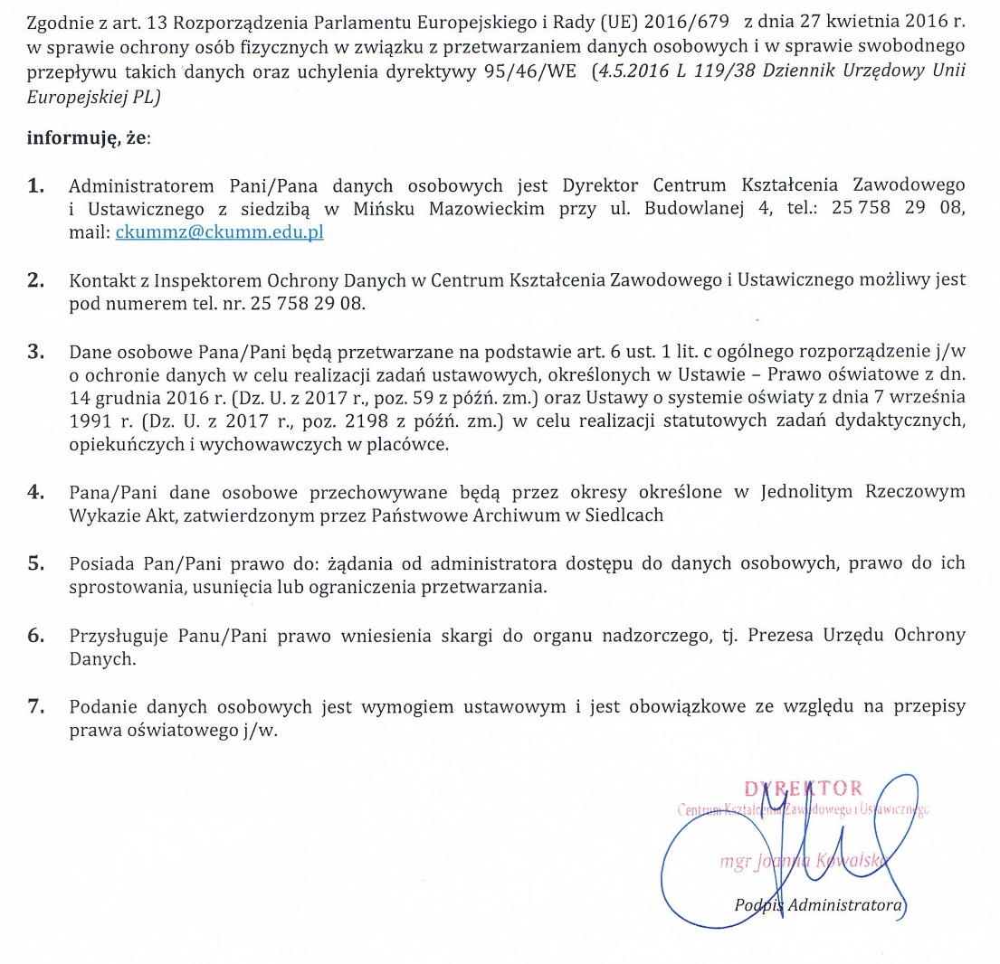 Zgodnie z art. 13 Rozporządzenia Parlamentu Europejskiego i Rady (UE) 2016/679 z dnia 27 kwietnia 2016 r.
w sprawie ochrony osób fizycznych w związku z przetwarzaniem danych osobowych i w sprawie swobodnego
przepływu takich danych oraz uchylenia dyrektywy 95/46/WE (4.5.2016 L 119/38 Dziennik Urzędowy Unii
Europejskiej PL)
informuję, że:
1. Administratorem Pani/Pana danych osobowych jest Dyrektor Centrum Kształcenia Zawodowego
i Ustawicznego z siedzibą w Mińsku Mazowieckim przy ul. Budowlanej 4, tel.: 25 758 29 08,
mail: ckummz@ckumm.edu.pl
2. Kontakt z Inspektorem Ochrony Danych w Centrum Kształcenia Zawodowego i Ustawicznego możliwy jest
pod numerem tel. nr. 25 758 29 08.
3. Dane osobowe Pana/Pani będą przetwarzane na podstawie art. 6 ust. 1 lit. c ogólnego rozporządzenie j/w
o ochronie danych w celu realizacji zadań ustawowych, określonych w Ustawie – Prawo oświatowe z dn.
14 grudnia 2016 r. (Dz. U. z 2017 r., poz. 59 z późń. zm.) oraz Ustawy o systemie oświaty z dnia 7 września
1991 r. (Dz. U. z 2017 r., poz. 2198 z późń. zm.) w celu realizacji statutowych zadań dydaktycznych,
opiekuńczych i wychowawczych w placówce.
4. Pana/Pani dane osobowe przechowywane będą przez okresy określone w Jednolitym Rzeczowym
Wykazie Akt, zatwierdzonym przez Państwowe Archiwum w Siedlcach
5. Posiada Pan/Pani prawo do: żądania od administratora dostępu do danych osobowych, prawo do ich
sprostowania, usunięcia lub ograniczenia przetwarzania.
6. Przysługuje Panu/Pani prawo wniesienia skargi do organu nadzorczego, tj. Prezesa Urzędu Ochrony
Danych.
7. Podanie danych osobowych jest wymogiem ustawowym i jest obowiązkowe ze względu na przepisy
prawa oświatowego j/w.
DYREKTOR
Centrum Kształcenia Zawodowego i Ustawicznego
mgr Joanna Kowalska
Podpis Administratora